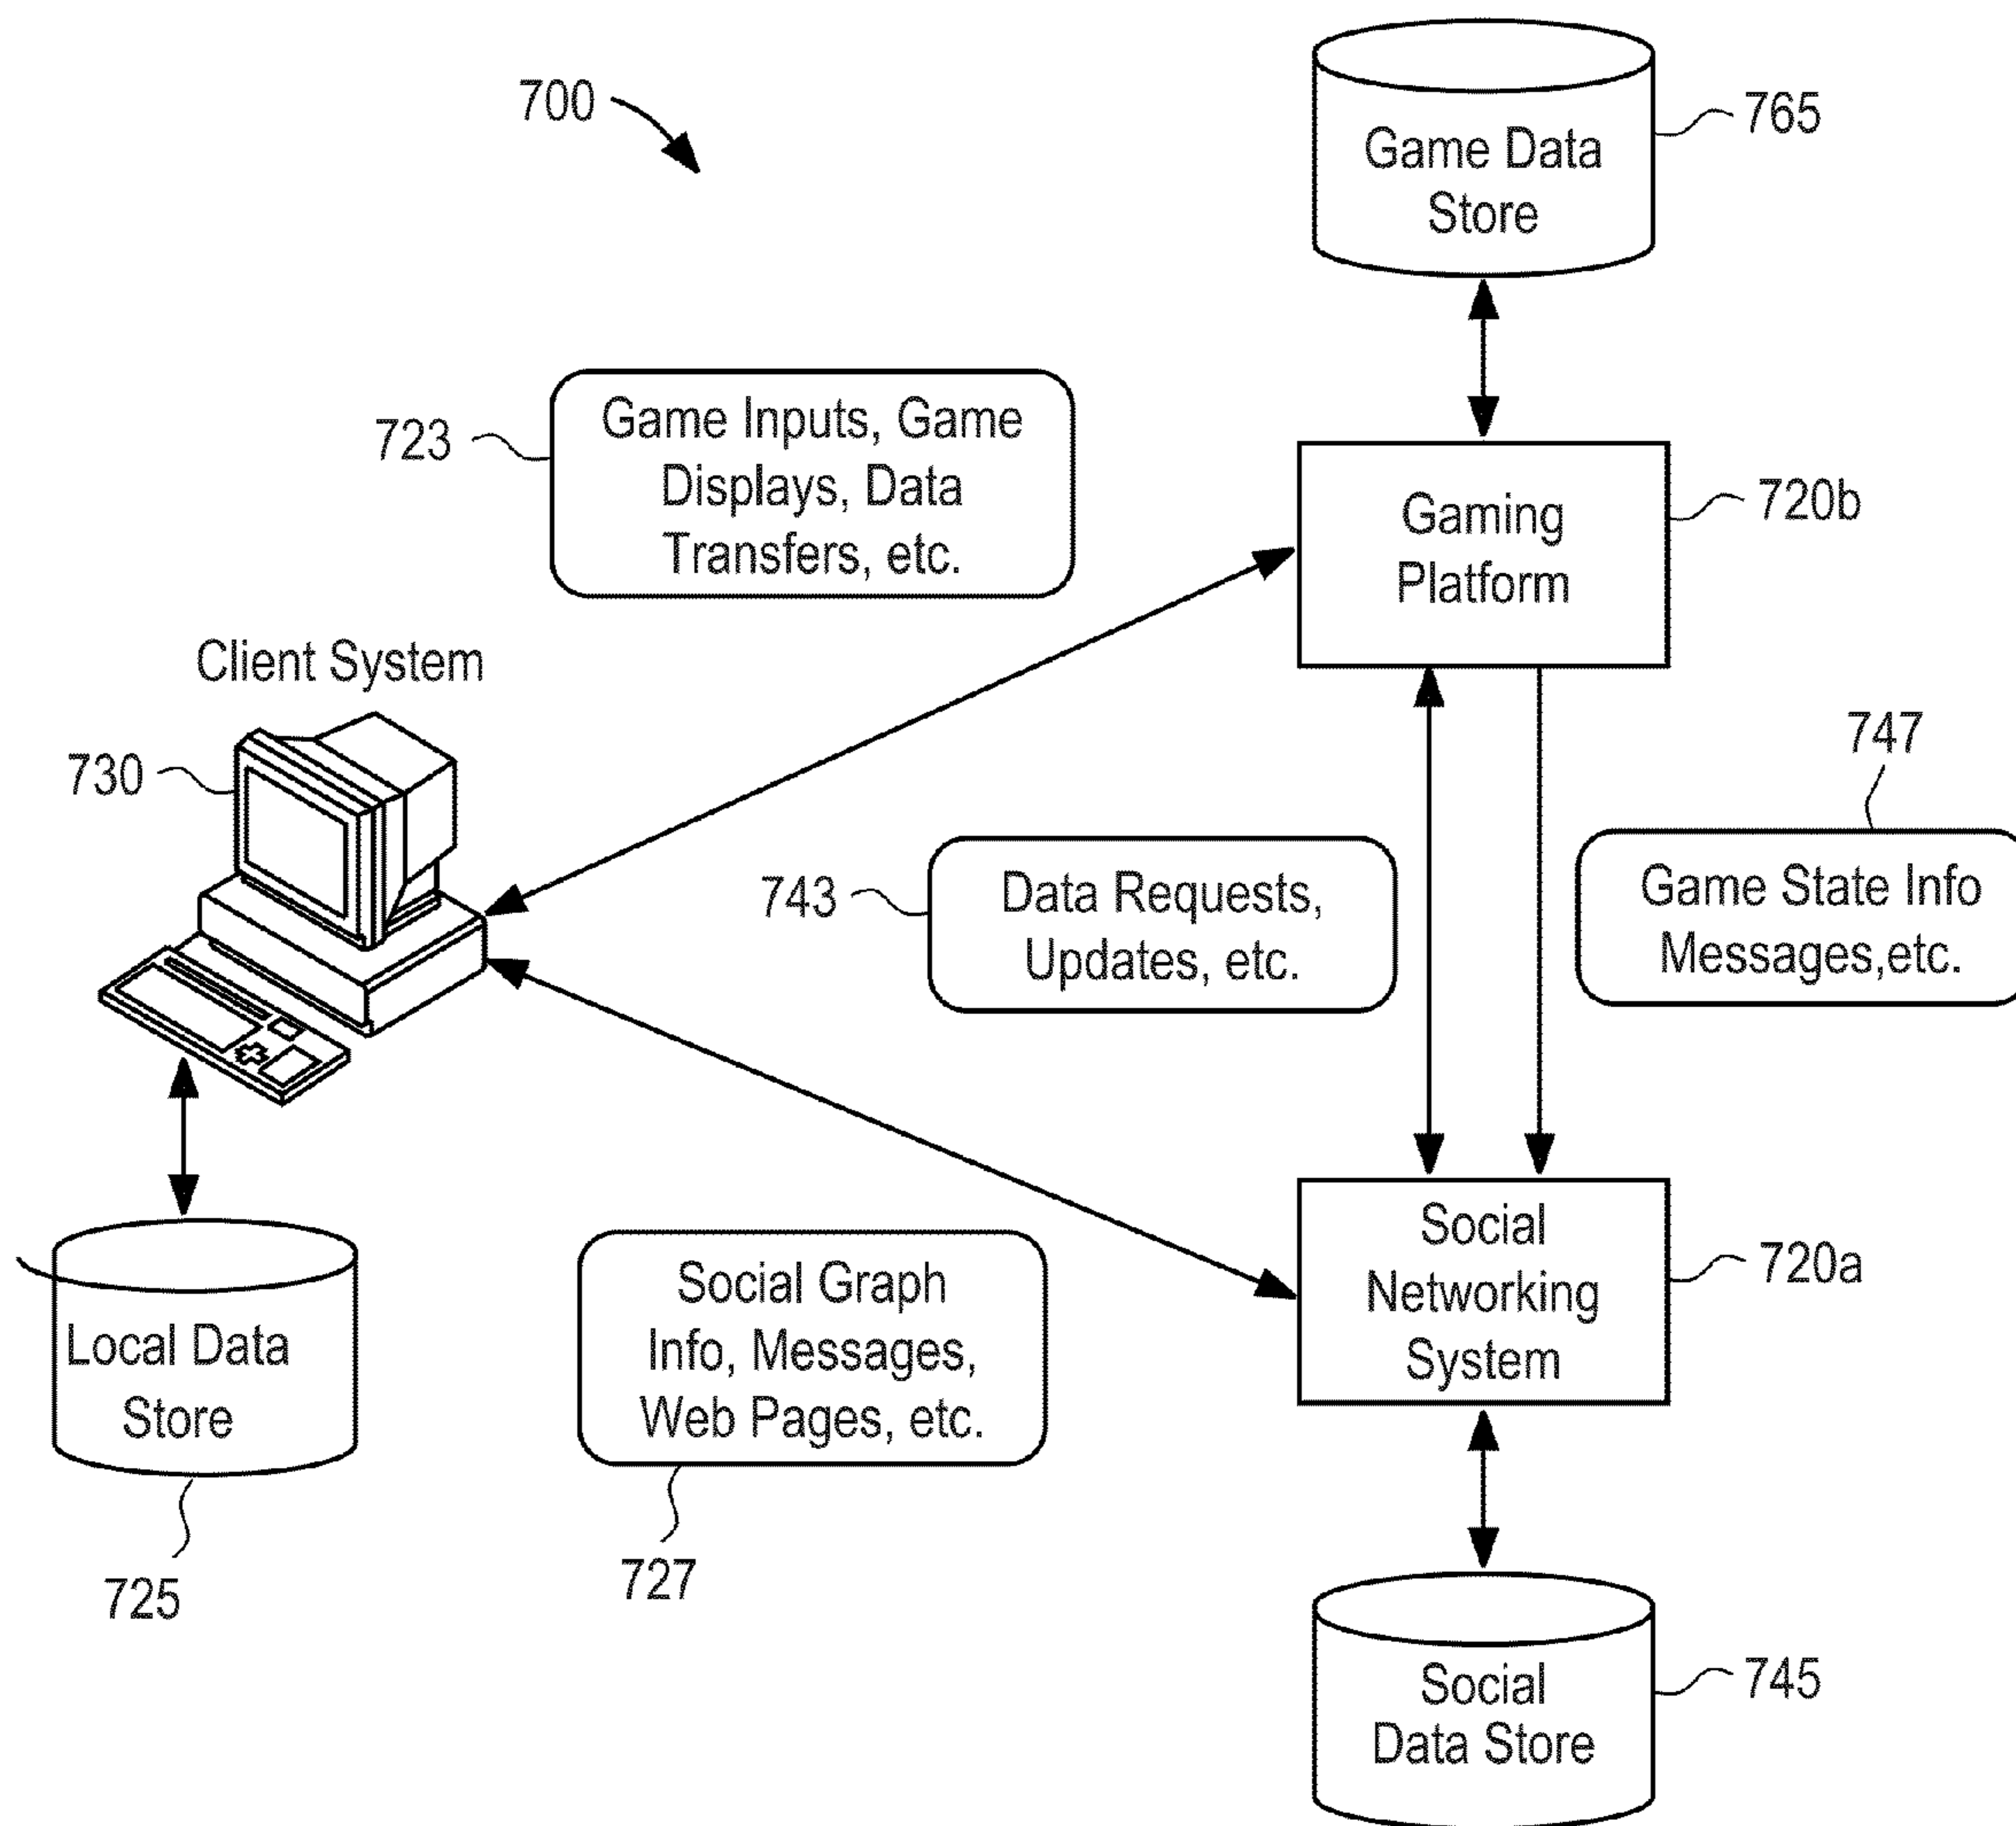 700
Game Data
Store
765
723
Game Inputs, Game
Displays, Data
Transfers, etc.
Gaming
Platform
720b
Client System
730
747
743
Data Requests,
Updates, etc.
Game State Info
Messages,etc.
Local Data
Store
725
Social Graph
Info, Messages,
Web Pages, etc.
727
Social
Networking
System
720a
Social
Data Store
745